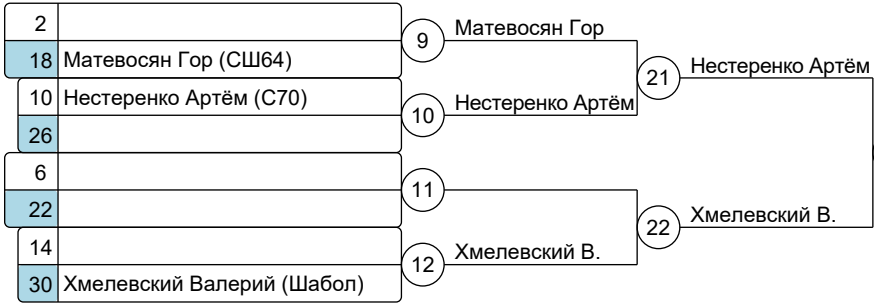 2
18 Матевосян Гор (СШ64)
9
Матевосян Гор
10 Нестеренко Артём (С70)
26
10
Нестеренко Артём
21
Нестеренко Артём
6
22
11
14
30 Хмелевский Валерий (Шабол)
12
Хмелевский В.
22
Хмелевский В.